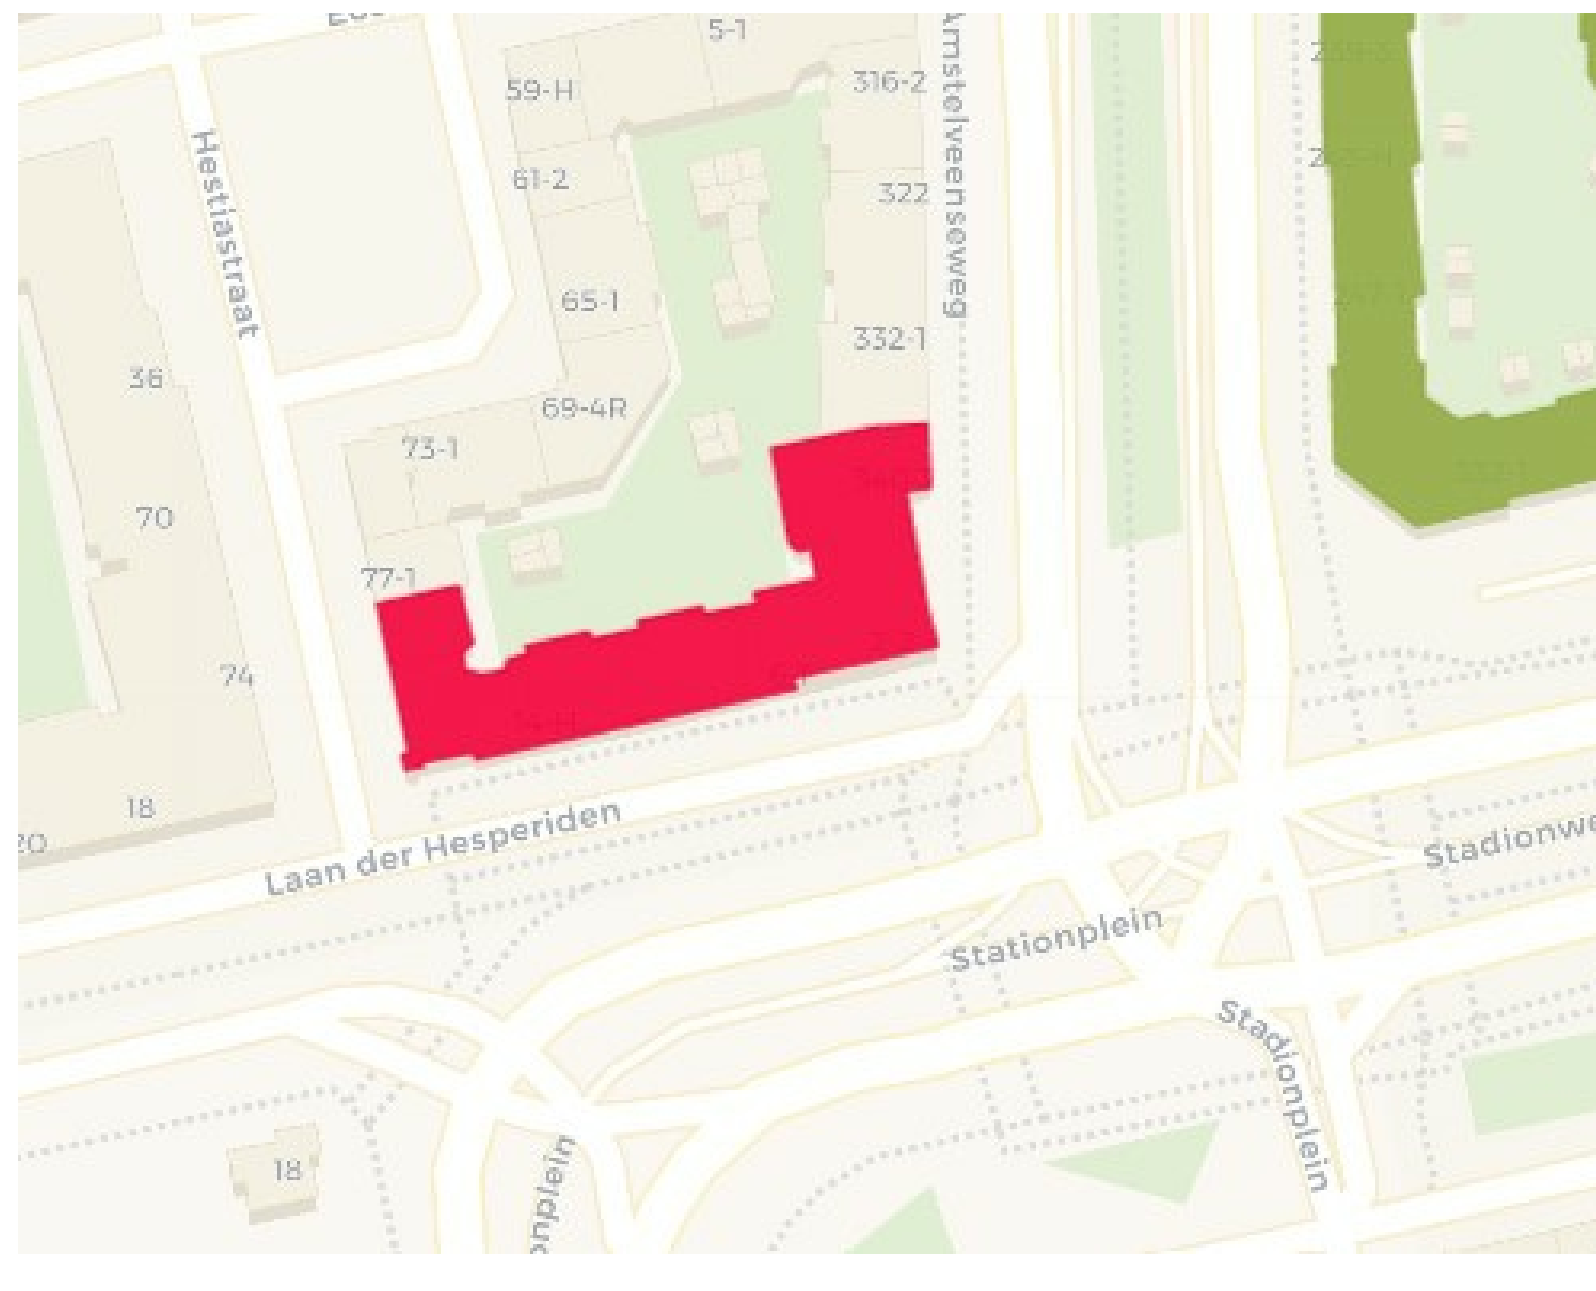 5-1
59-H
316-2
61-2
322
Amstelveenseweg
Hestiastraat
65-1
332-1
36
69-4R
73-1
70
77-1
74
18
Laan der Hesperiden
Stationplein
Stadionplein
18